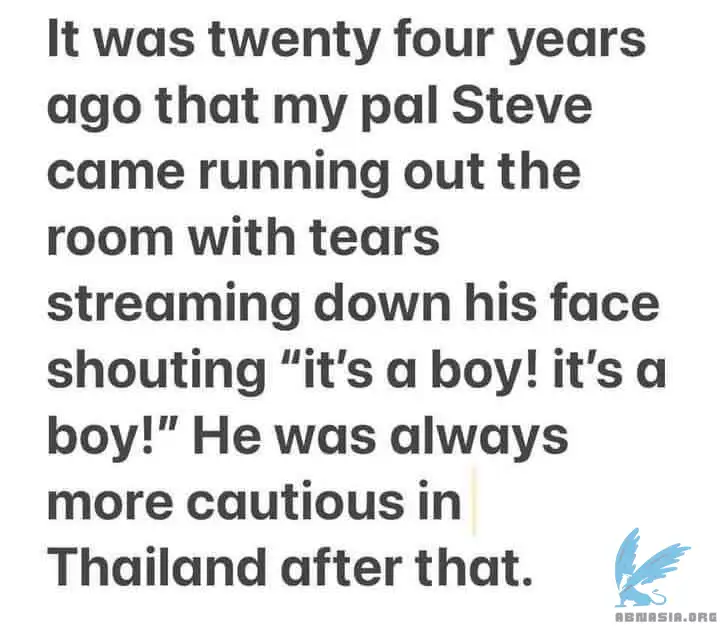 It was twenty four years
ago that my pal Steve
came running out the
room with tears
streaming down his face
shouting “it’s a boy! it’s a
boy!” He was always
more cautious in
Thailand after that.
ABMASIA.ORG